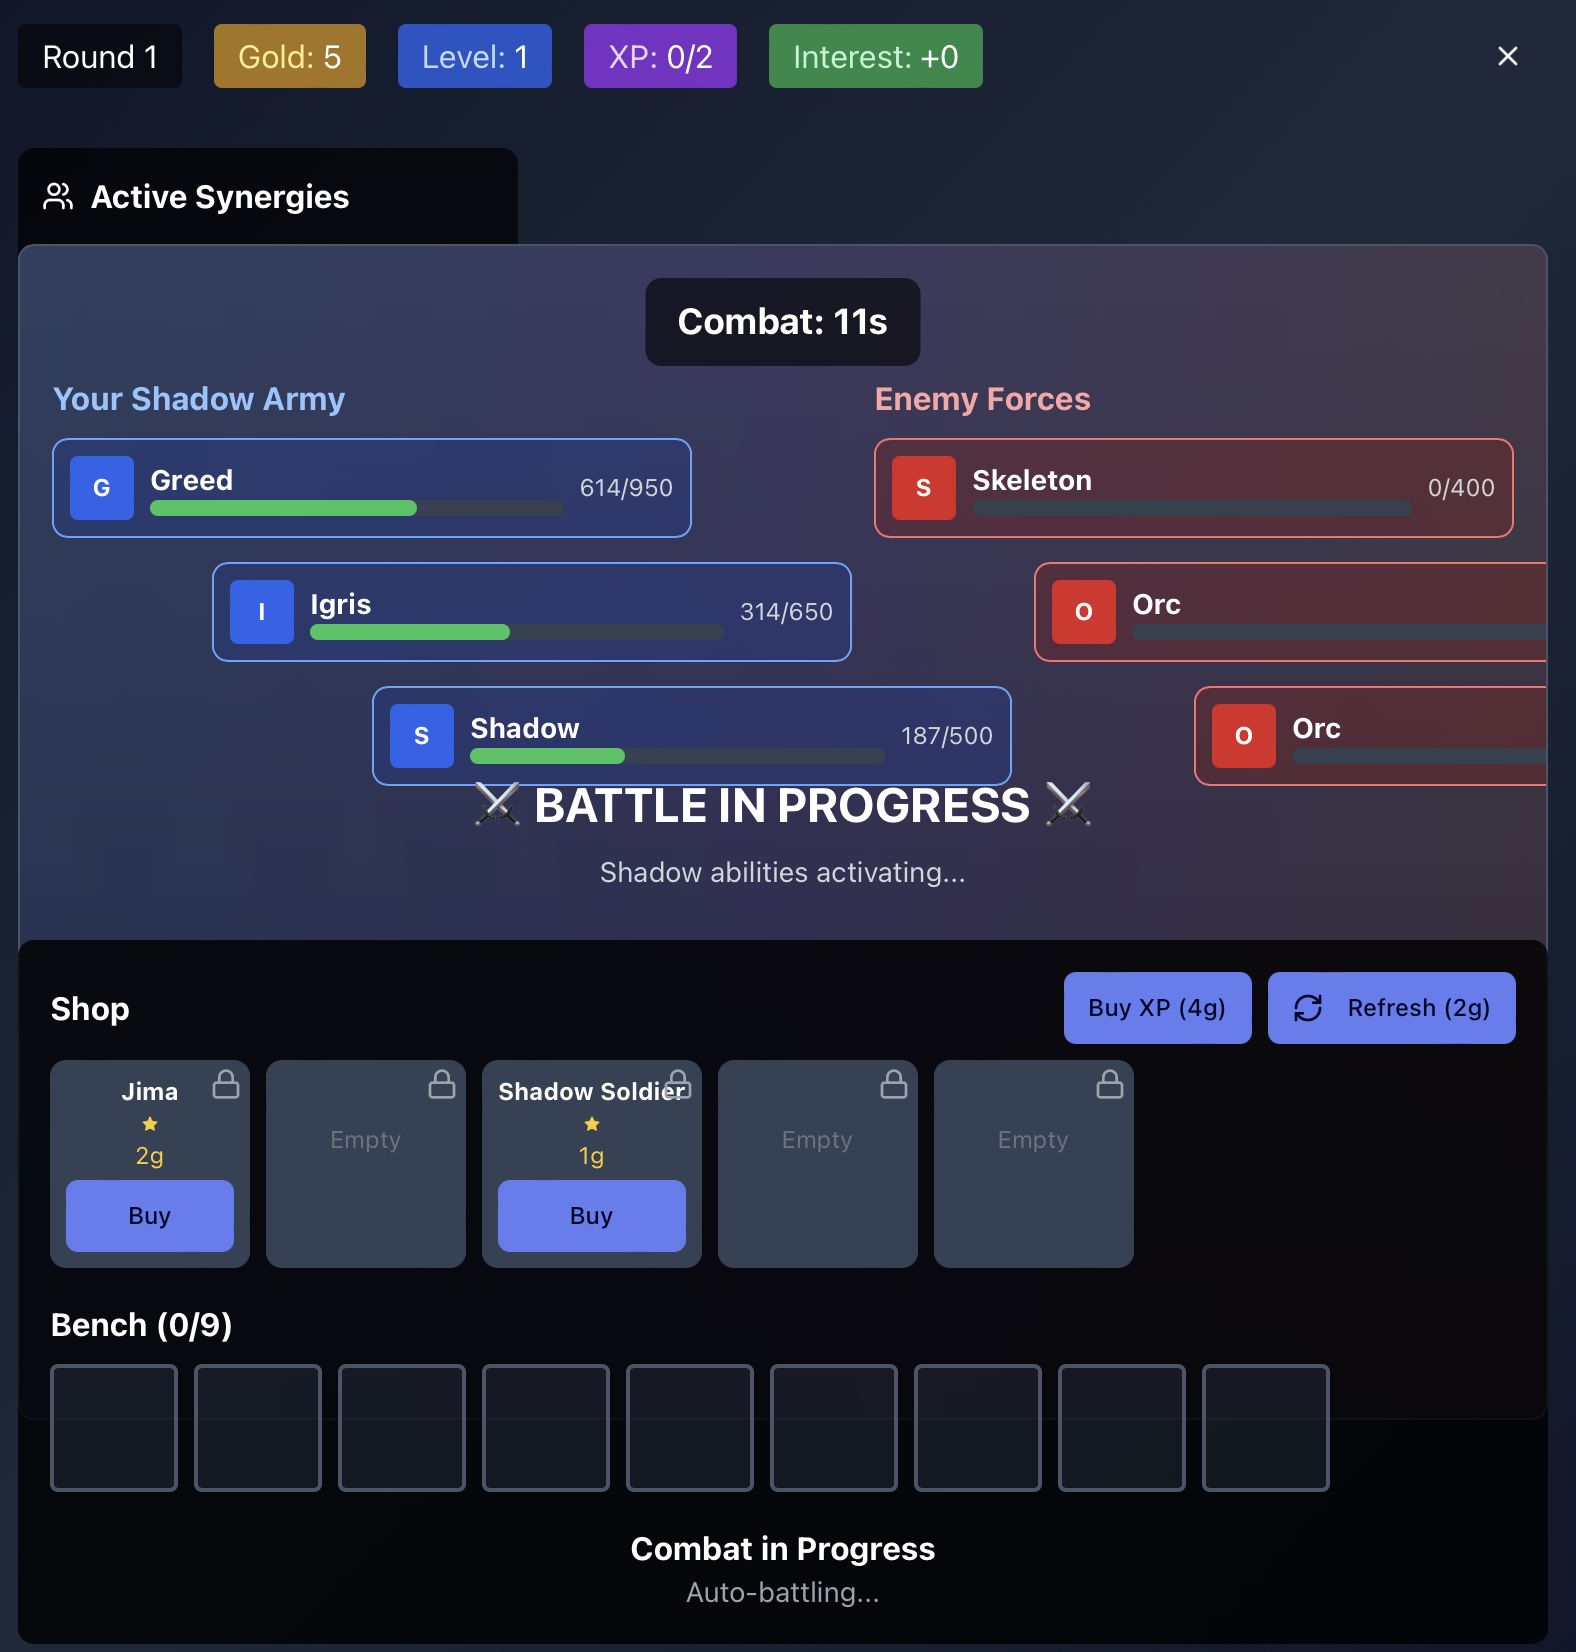 Round 1
Gold: 5
Level: 1
XP: 0/2
Interest: +0
Active Synergies
Combat: 11s
Your Shadow Army
Enemy Forces
G
Greed
614/950
S
Skeleton
0/400
I
Igris
314/650
O
Orc
S
Shadow
187/500
O
Orc
⚔️ BATTLE IN PROGRESS ⚔️
Shadow abilities activating...
Shop
Buy XP (4g)
Refresh (2g)
Jima
2g
Buy
Empty
Shadow Soldier
1g
Buy
Empty
Empty
Bench (0/9)
Combat in Progress
Auto-battling...